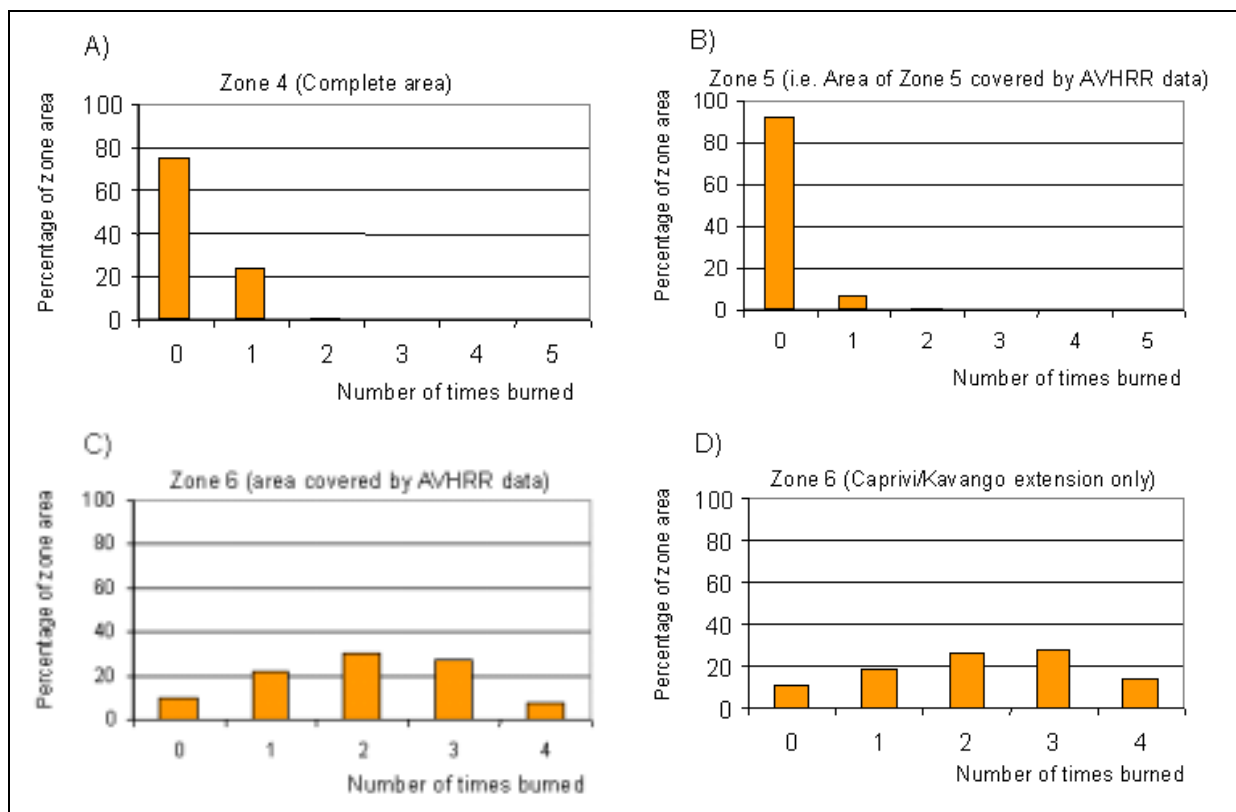 A)
Zone 4 (Complete area)
Percentage of zone area
100
80
60
40
20
0
0 1 2 3 4 5
Number of times burned
B)
Zone 5 (i.e. Area of Zone 5 covered by AVHRR data)
Percentage of zone area
100
80
60
40
20
0
0 1 2 3 4 5
Number of times burned
C)
Zone 6 (area covered by AVHRR data)
Percentage of zone area
100
80
60
40
20
0
0 1 2 3 4
Number of times burned
D)
Zone 6 (Caprivi/Kavango extension only)
Percentage of zone area
100
80
60
40
20
0
0 1 2 3 4
Number of times burned